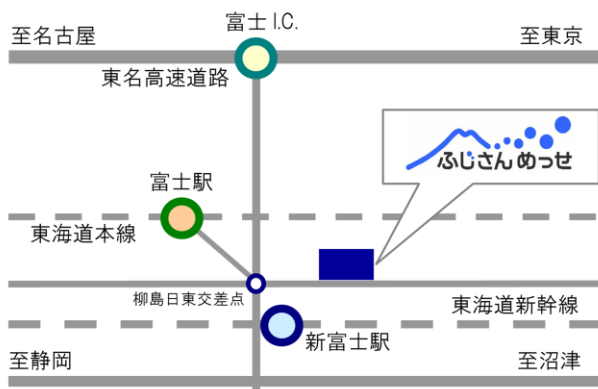 富士 I.C.
至名古屋
至東京
東名高速道路
ふじさんめっせ
富士駅
東海道本線
柳島日東交差点
東海道新幹線
新富士駅
至静岡
至沼津